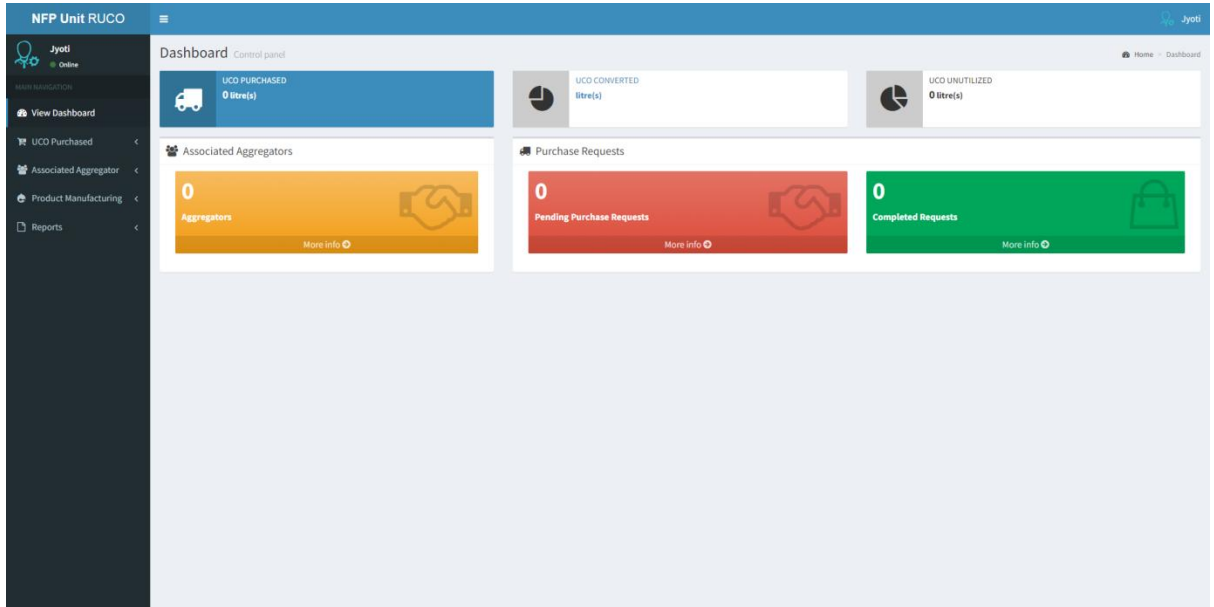 NFP Unit RUCO
Jyoti
Jyoti
Online
MAIN NAVIGATION
View Dashboard
UCO Purchased
Associated Aggregator
Product Manufacturing
Reports
Dashboard Control panel
Home > Dashboard
UCO PURCHASED
0 litre(s)
UCO CONVERTED
litre(s)
UCO UNUTILIZED
0 litre(s)
Associated Aggregators
0
Aggregators
More info
Purchase Requests
0
Pending Purchase Requests
More info
0
Completed Requests
More info